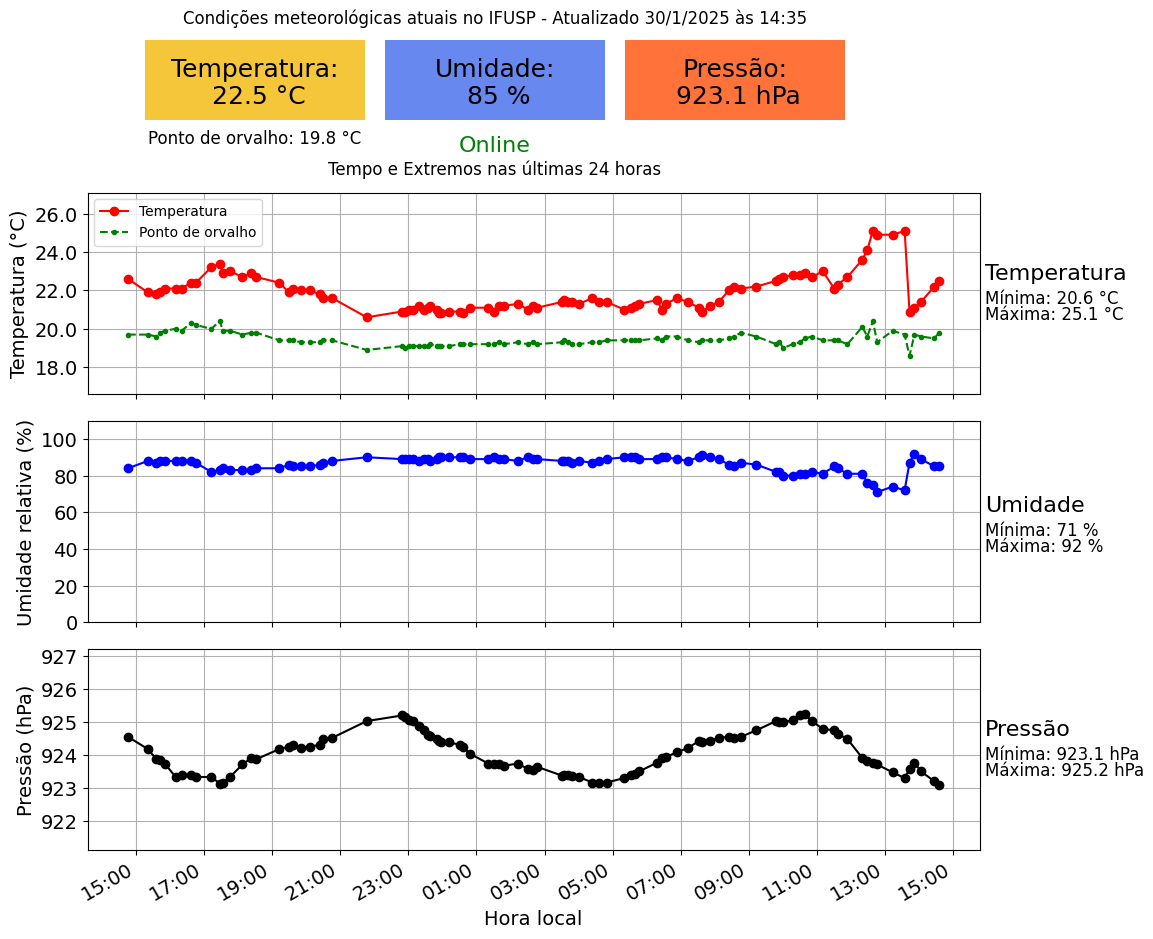 Condições meteorológicas atuais no IFUSP - Atualizado 30/1/2025 às 14:35
Temperatura:
22.5 °C
Umidade:
85 %
Pressão:
923.1 hPa
Ponto de orvalho: 19.8 °C
Online
Tempo e Extremos nas últimas 24 horas
Temperatura (°C)
26.0
24.0
22.0
20.0
18.0
Temperatura
Ponto de orvalho
Temperatura
Mínima: 20.6 °C
Máxima: 25.1 °C
Umidade relativa (%)
100
80
60
40
20
0
Umidade
Mínima: 71 %
Máxima: 92 %
Pressão (hPa)
927
926
925
924
923
922
Pressão
Mínima: 923.1 hPa
Máxima: 925.2 hPa
15:00 17:00 19:00 21:00 23:00 01:00 03:00 05:00 07:00 09:00 11:00 13:00 15:00
Hora local